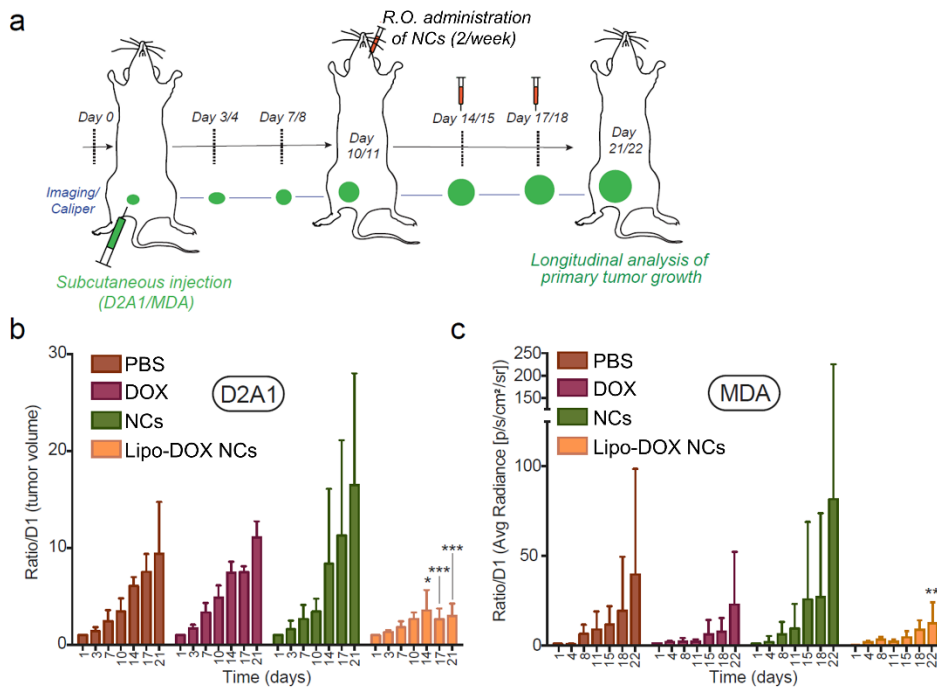 a
R.O. administration
of NCs (2/week)
Day 0
Day 3/4
Day 7/8
Day
10/11
Day 14/15
Day 17/18
Day
21/22
Imaging/
Caliper
Subcutaneous injection
(D2A1/MDA)
Longitudinal analysis of
primary tumor growth
b
Ratio/D1 (tumor volume)
30
20
10
0
PBS
DOX
NCs
Lipo-DOX NCs
D2A1
* *** ***
1 3 7 10 14 17 21 1 3 7 10 14 17 21 1 3 7 10 14 17 21 1 3 7 10 14 17 21
Time (days)
c
Ratio/D1 (Avg Radiance [p/s/cm²/sr])
250
200
150
100
50
0
PBS
DOX
NCs
Lipo-DOX NCs
MDA
**
1 4 8 11 15 18 22 1 4 8 11 15 18 22 1 4 8 11 15 18 22 1 4 8 11 15 18 22
Time (days)